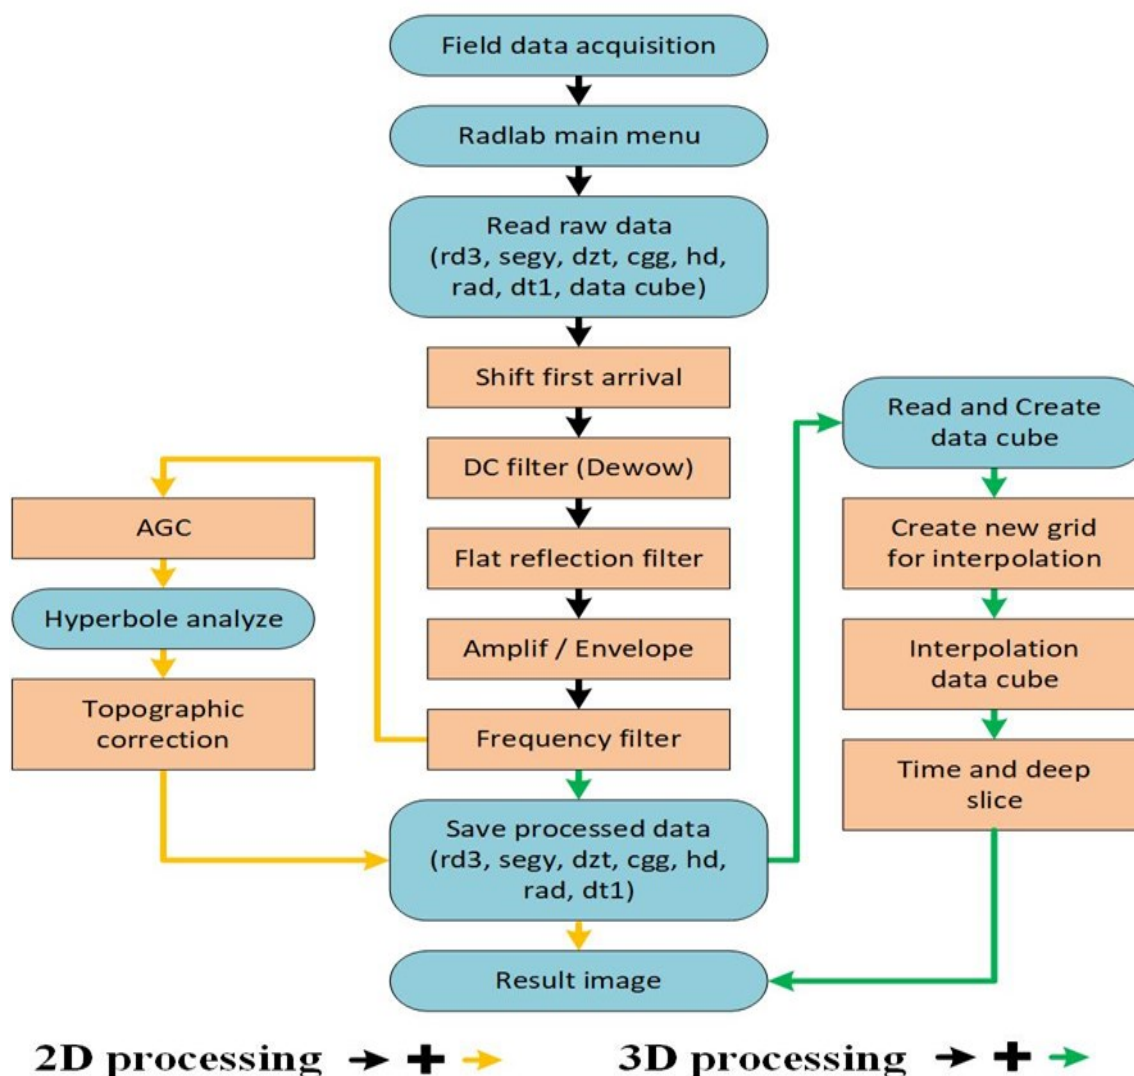 Field data acquisition
Radlab main menu
Read raw data
(rd3, segy, dzt, cgg, hd,
rad, dt1, data cube)
Shift first arrival
DC filter (Dewow)
Flat reflection filter
Amplif / Envelope
Frequency filter
AGC
Hyperbole analyze
Topographic
correction
Save processed data
(rd3, segy, dzt, cgg, hd,
rad, dt1)
Read and Create
data cube
Create new grid
for interpolation
Interpolation
data cube
Time and deep
slice
Result image
2D processing
3D processing